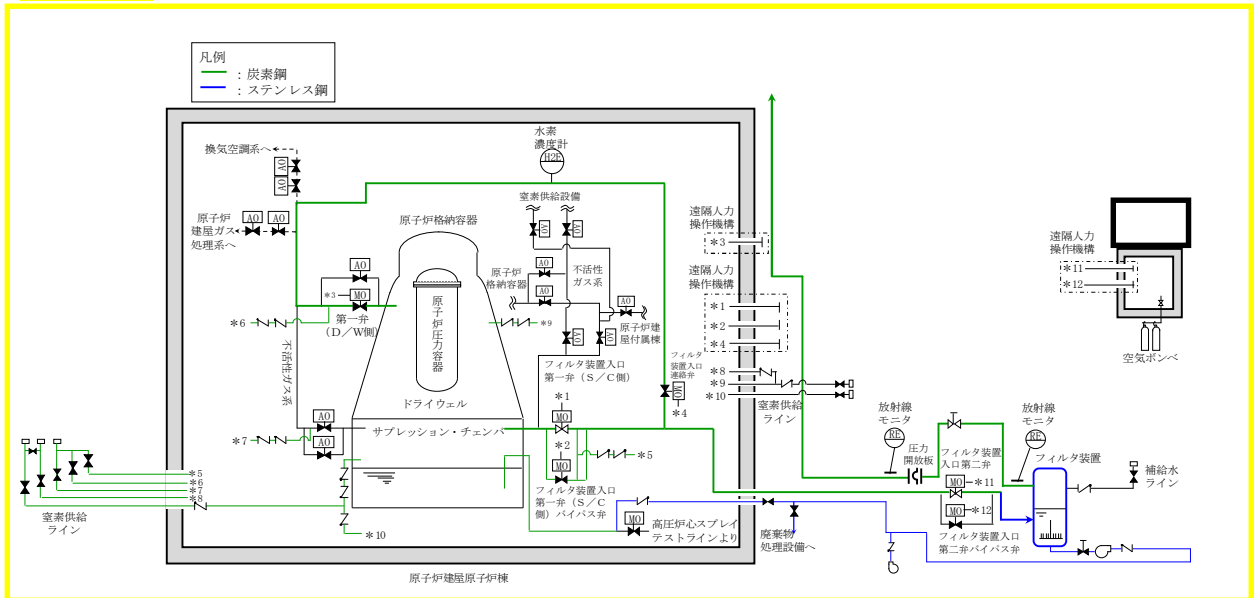 凡例
：炭素鋼
：ステンレス鋼
換気空調系へ
AO
AO
原子炉
建屋ガス
処理系へ
AO
AO
水素
濃度計
H2E
窒素供給設備
AO
AO
原子炉格納容器
原子炉圧力容器
ドライウェル
サプレッション・チェンバ
AO
＊3
MO
第一弁
（D／W側）
＊6
不活性ガス系
AO
AO
＊7
原子炉
格納容器
AO
AO
不活性
ガス系
＊9
AO
原子炉建
屋付属棟
AO
AO
フィルタ装置入口
第一弁（S／C側）
＊1
MO
＊2
MO
＊5
フィルタ装置入口
第一弁（S／C
側）バイパス弁
フィルタ
装置入口
連絡弁
MO
＊4
遠隔人力
操作機構
＊3
遠隔人力
操作機構
＊1
＊2
＊4
＊8
＊9
＊10
窒素供給
ライン
＊5
＊6
＊7
＊8
窒素供給
ライン
＊10
MO
高圧炉心スプレイ
テストラインより
廃棄物
処理設備へ
原子炉建屋原子炉棟
放射線
モニタ
RE
圧力
開放板
フィルタ装置
入口第二弁
MO
＊11
MO
＊12
フィルタ装置入口
第二弁バイパス弁
放射線
モニタ
RE
フィルタ装置
補給水
ライン
遠隔人力
操作機構
＊11
＊12
空気ボンベ